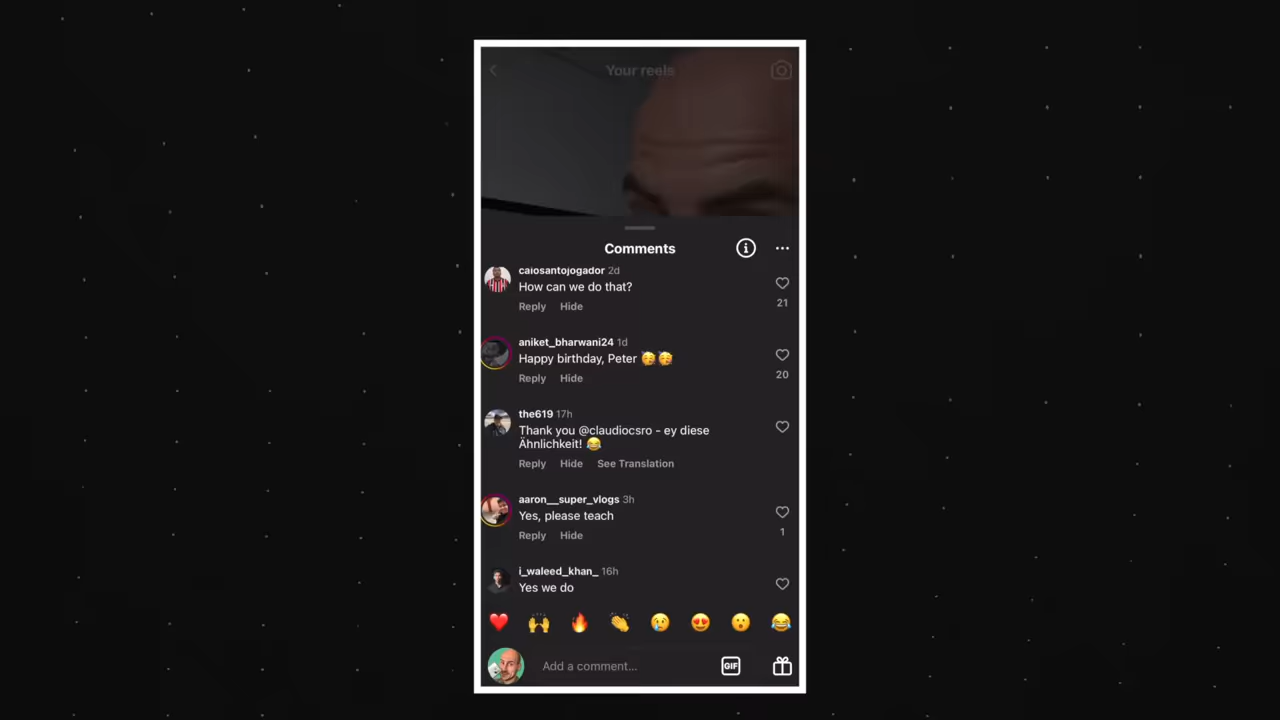 Your reels
Comments
caiosantojogador 2d
How can we do that?
21
Reply Hide
aniket_bharwani24 1d
Happy birthday, Peter 🥳🥳
20
Reply Hide
the619 17h
Thank you @claudiocsro - ey diese
Ähnlichkeit! 😂
Reply Hide See Translation
aaron__super_vlogs 3h
Yes, please teach
1
Reply Hide
i_waleed_khan_ 16h
Yes we do
Add a comment...
GIF